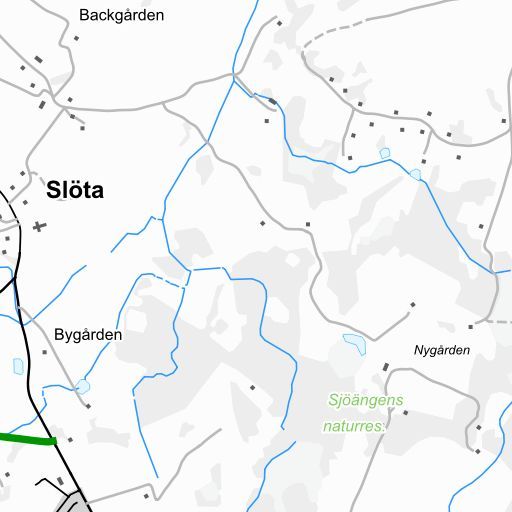 Backgården
Slöta
Bygården
Nygården
Sjöängens
naturres.